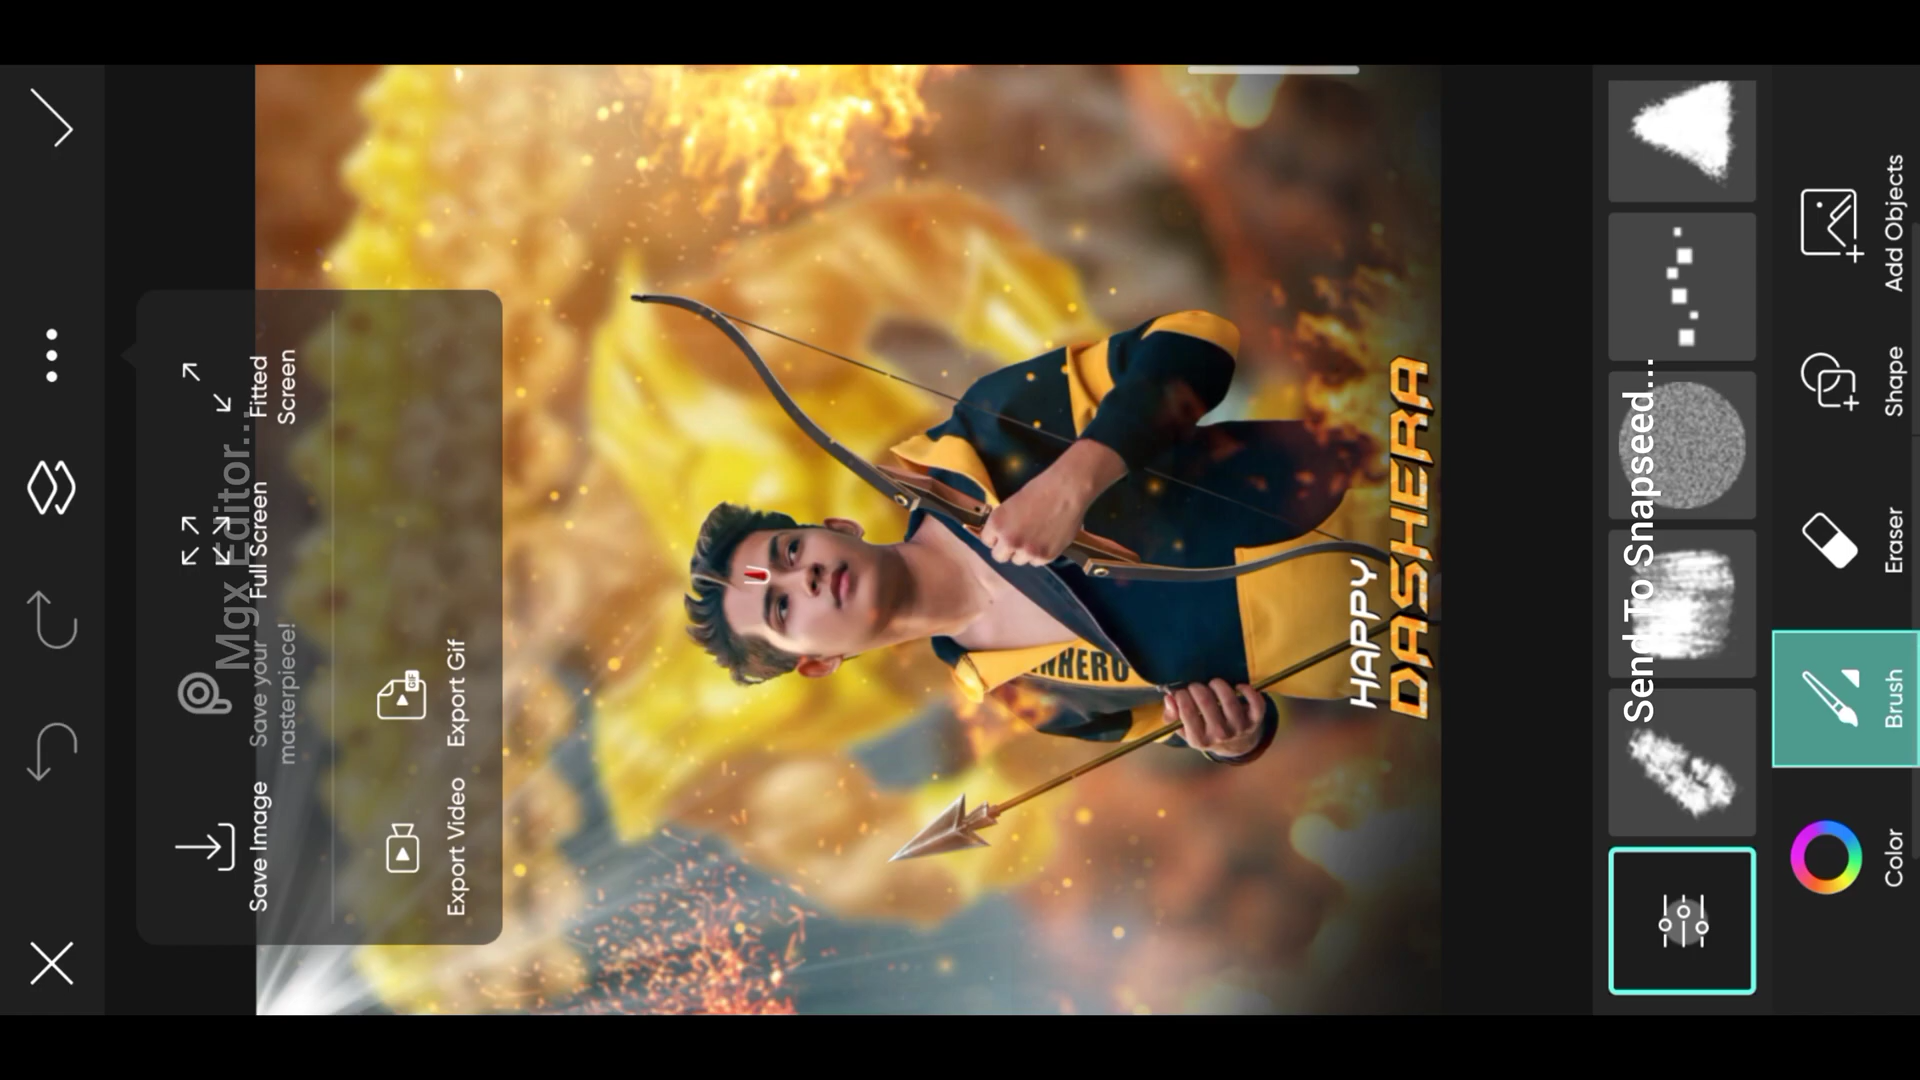 Save Image
Save your
masterpiece!
Full Screen
Fitted
Screen
Mgx Editor...
Export Video
Export Gif
GIF
NHERO
HAPPY
DASHERA
Send To Snapseed...
Color
Brush
Eraser
Shape
Add Objects